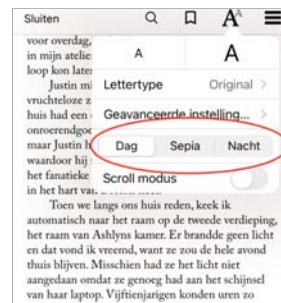 Sluiten AA
voor overdag,
in mijn atelie
A A
loop kon later
Justin mi
Lettertype Original >
vruchteloze z
huis had een
Geavanceerde instelling... >
onroerendgoe
maar Justin h
Dag Sepia Nacht
waardoor hij
het fanatieke
Scroll modus
in het hart va
Toen we langs ons huis reden, keek ik
automatisch naar het raam op de tweede verdieping,
het raam van Ashlyns kamer. Er brandde geen licht
en dat vond ik vreemd, want ze zou de hele avond
thuis blijven. Misschien had ze het licht niet
aangedaan omdat ze genoeg had aan het schijnsel
van haar laptop. Vijftienjarigen konden uren zo